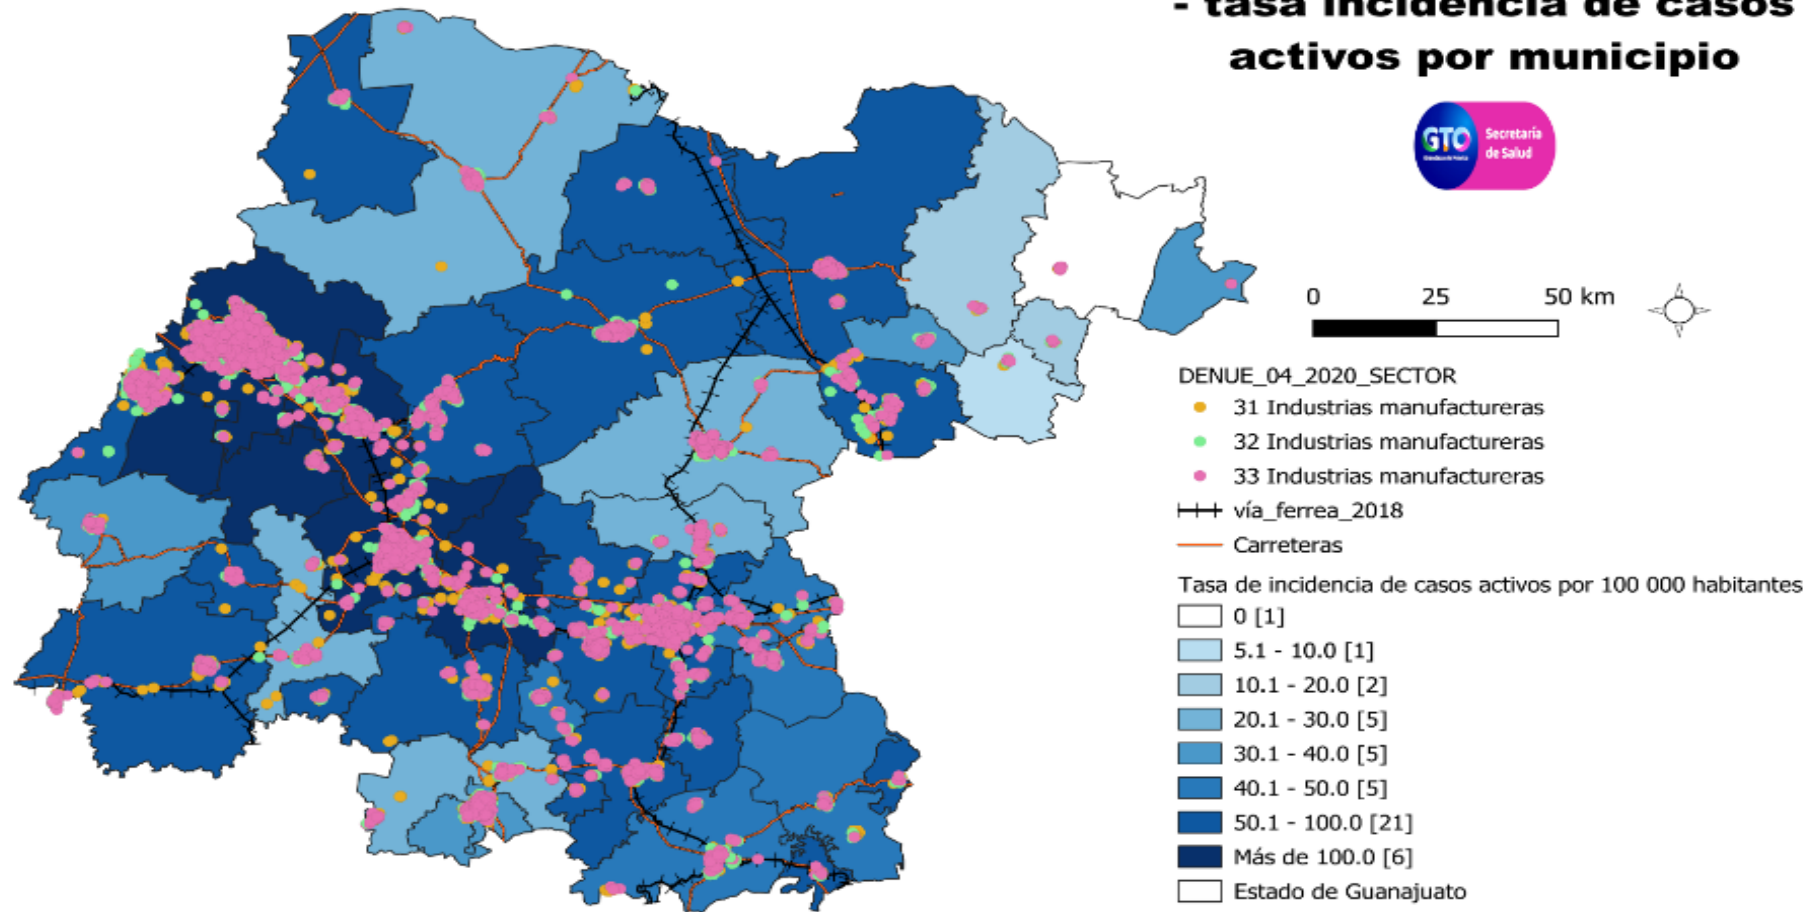 - tasa incidencia de casos
activos por municipio
GTO
Secretaría
de Salud
0 25 50 km
DENUE_04_2020_SECTOR
31 Industrias manufactureras
32 Industrias manufactureras
33 Industrias manufactureras
vía_ferrea_2018
Carreteras
Tasa de incidencia de casos activos por 100 000 habitantes
0 [1]
5.1 - 10.0 [1]
10.1 - 20.0 [2]
20.1 - 30.0 [5]
30.1 - 40.0 [5]
40.1 - 50.0 [5]
50.1 - 100.0 [21]
Más de 100.0 [6]
Estado de Guanajuato